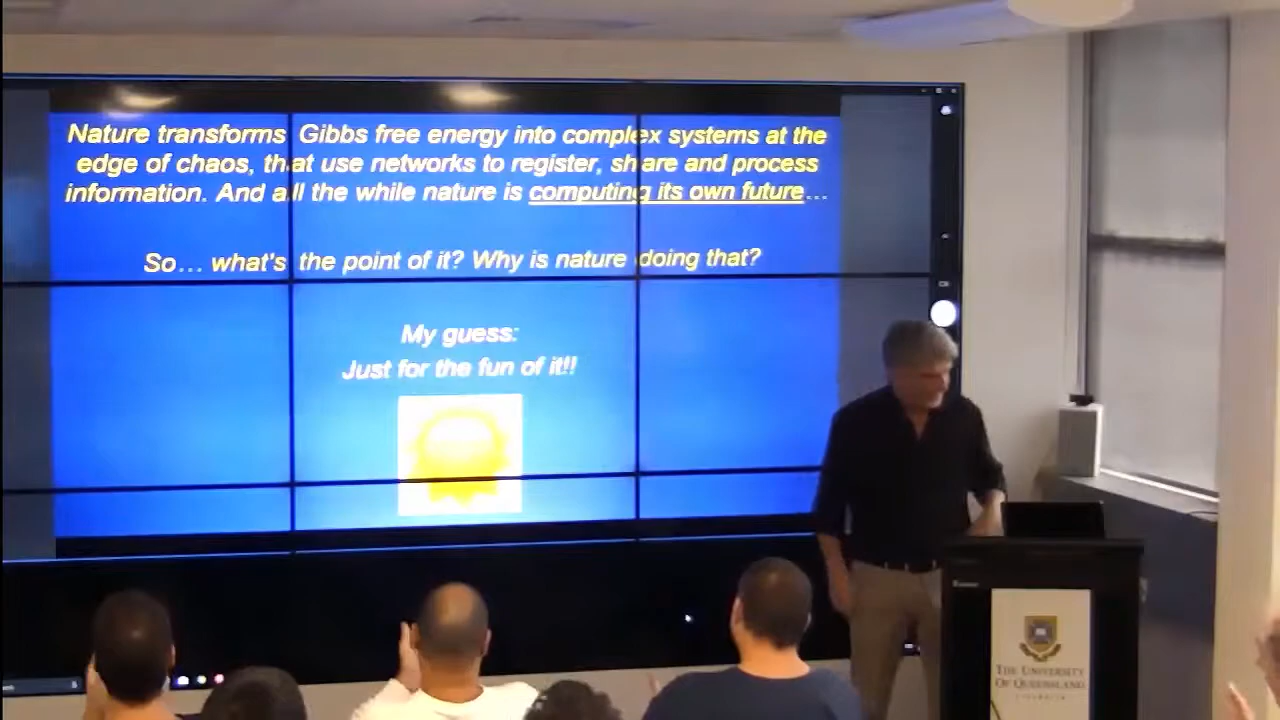 Nature transforms Gibbs free energy into complex systems at the
edge of chaos, that use networks to register, share and process
information. And all the while nature is computing its own future...
So... what's the point of it? Why is nature doing that?
My guess:
Just for the fun of it!!
THE UNIVERSITY
OF QUEENSLAND